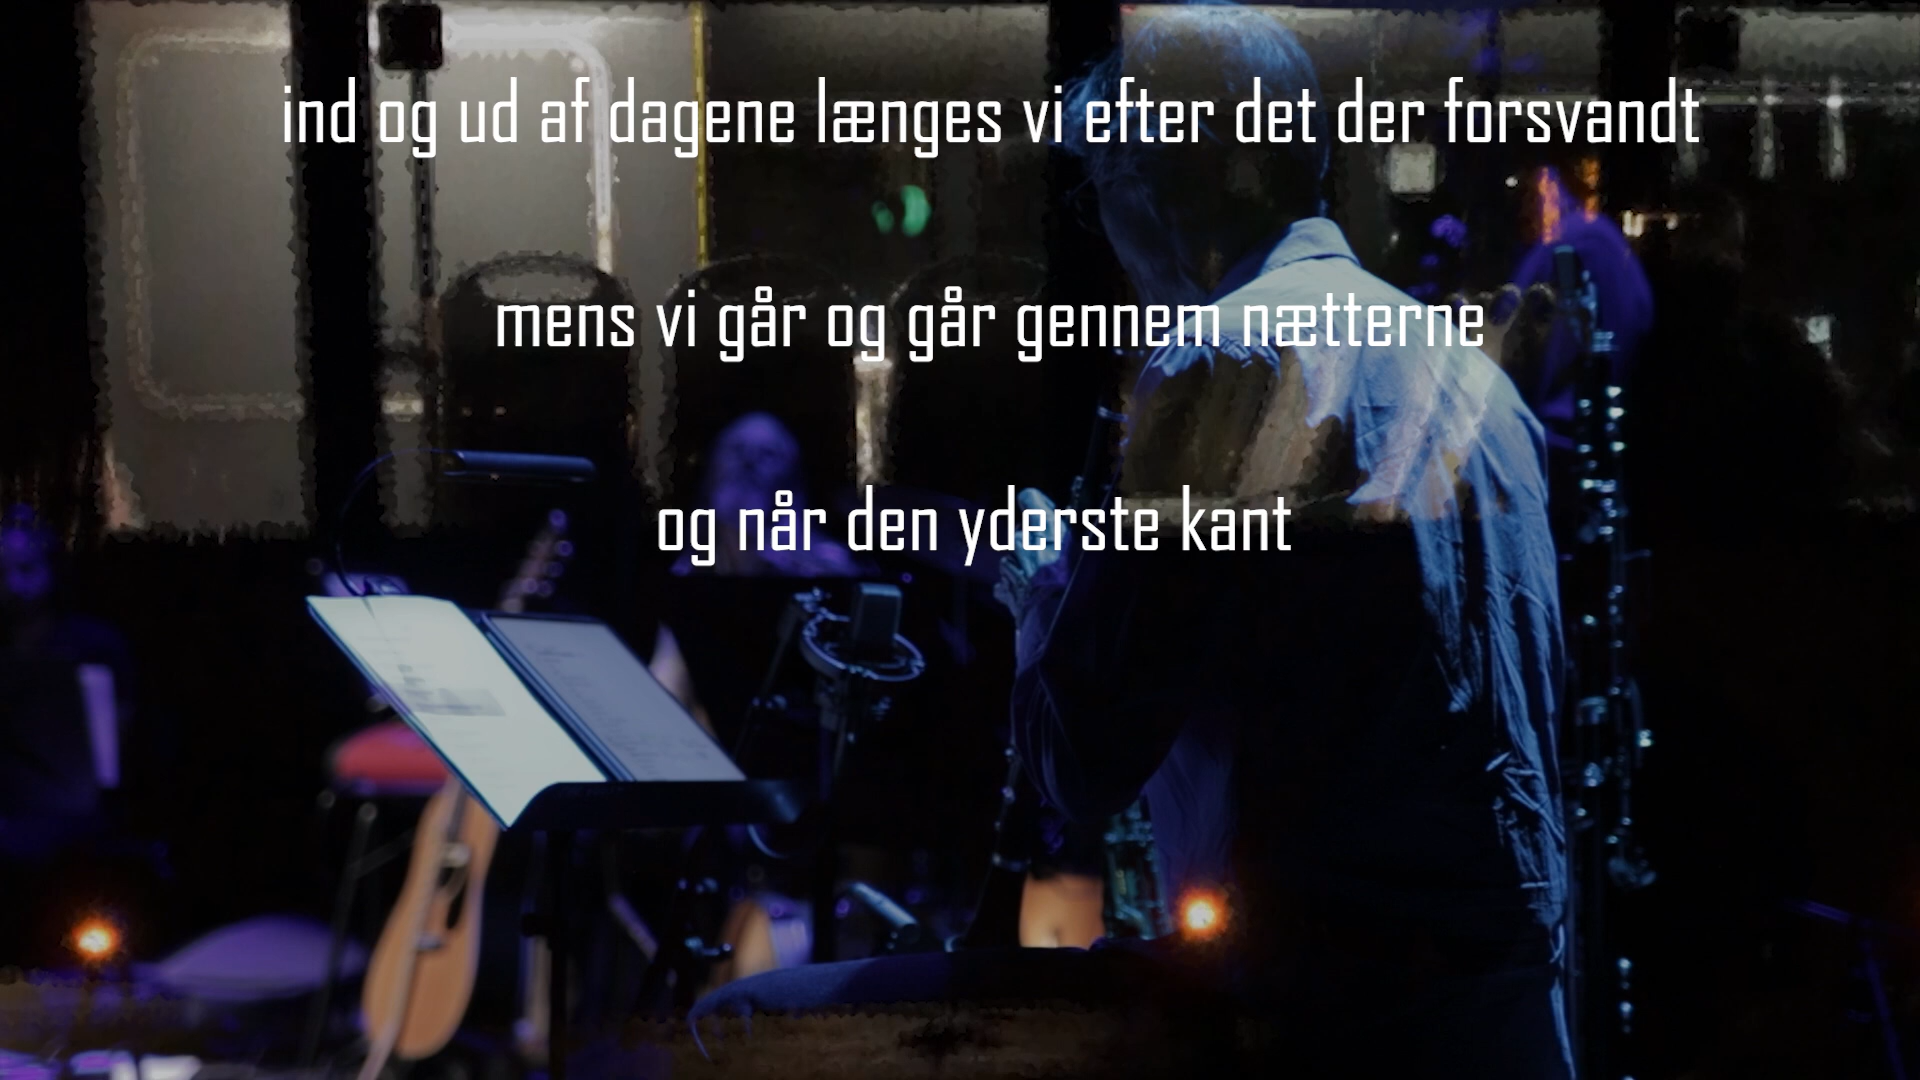 ind og ud af dagene længes vi efter det der forsvandt
mens vi går og går gennem nætterne
og når den yderste kant